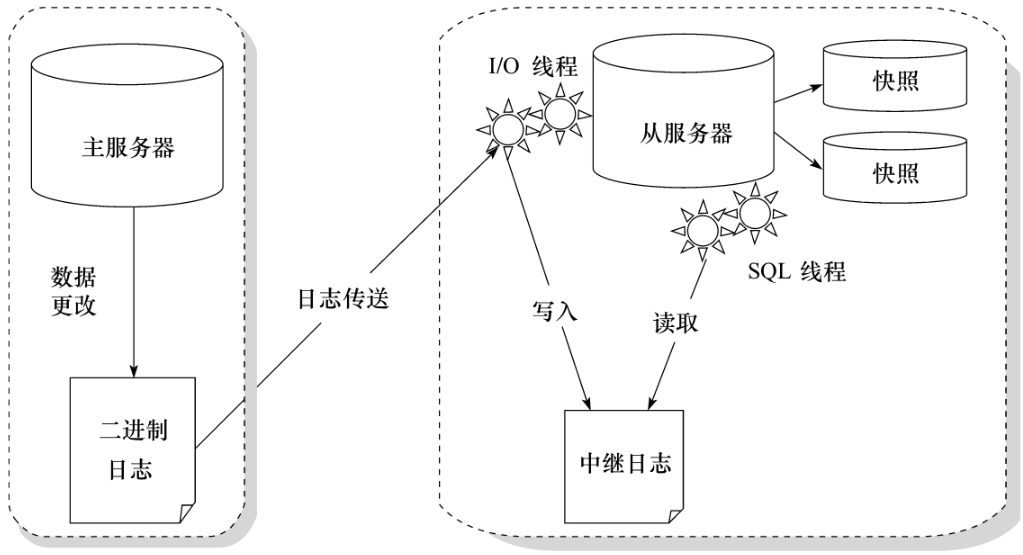 主服务器
数据
更改
二进制
日志
日志传送
I/O 线程
从服务器
快照
快照
SQL 线程
写入
读取
中继日志